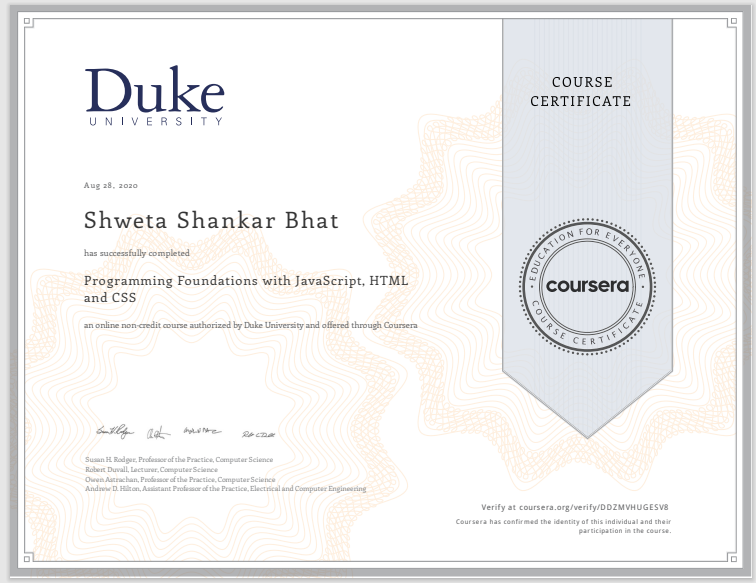 Duke
UNIVERSITY
COURSE
CERTIFICATE
Aug 28, 2020
Shweta Shankar Bhat
has successfully completed
Programming Foundations with JavaScript, HTML
and CSS
an online non-credit course authorized by Duke University and offered through Coursera
EDUCATION FOR EVERYONE
coursera
COURSE CERTIFICATE
Susan H. Rodger, Professor of the Practice, Computer Science
Robert Duvall, Lecturer, Computer Science
Owen Astrachan, Professor of the Practice, Computer Science
Andrew D. Hilton, Assistant Professor of the Practice, Electrical and Computer Engineering
Verify at coursera.org/verify/DDZMVHUGESV8
Coursera has confirmed the identity of this individual and their
participation in the course.